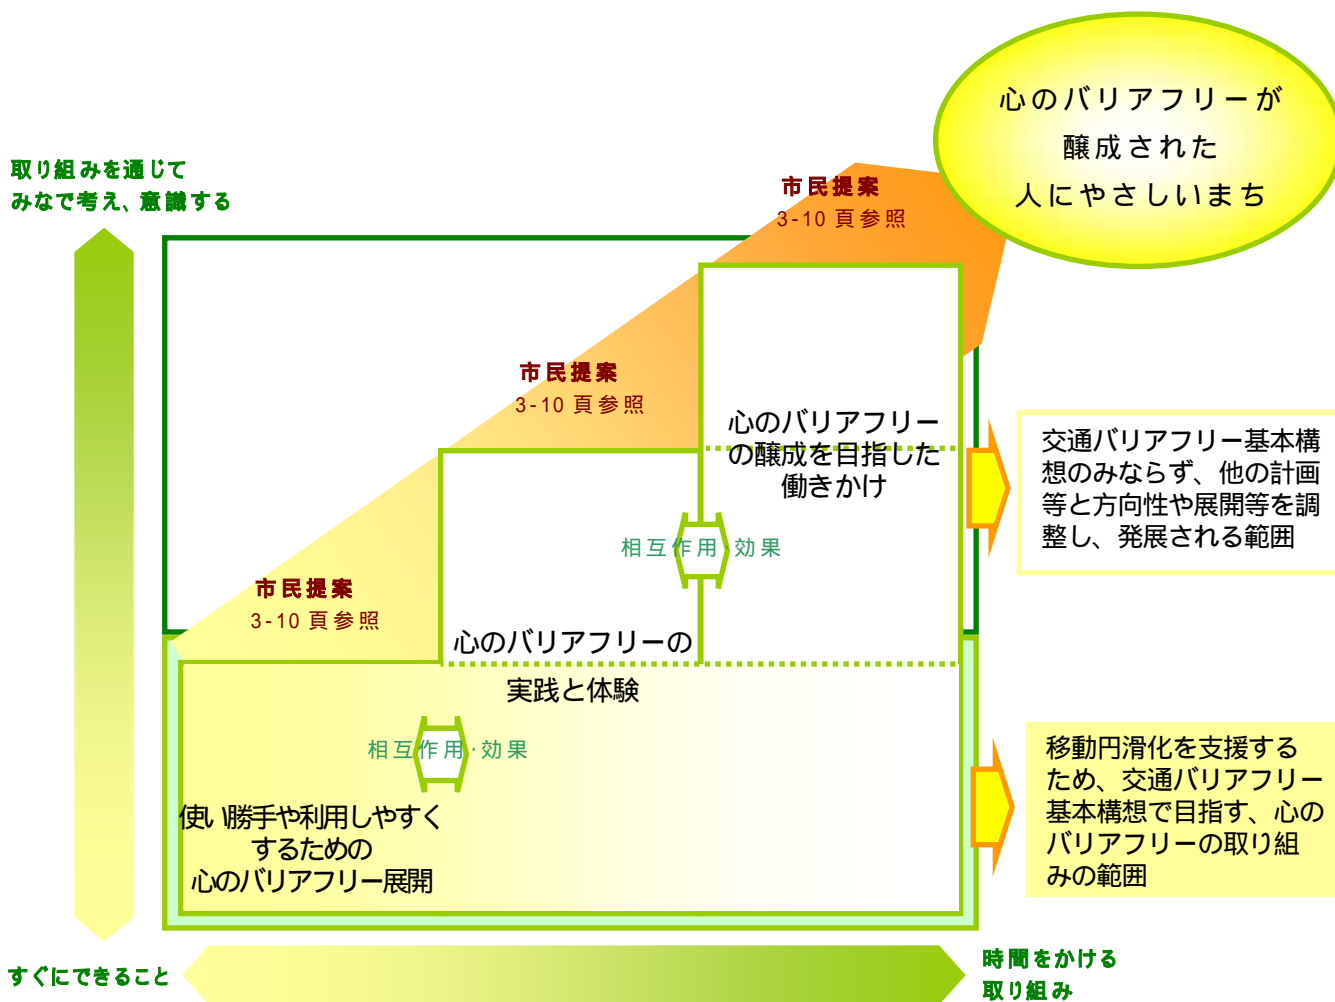 心のバリアフリーが
醸成された
人にやさしいまち
取り組みを通じて
みなで考え、意識する
市民提案
3-10 頁参照
市民提案
3-10 頁参照
市民提案
3-10 頁参照
心のバリアフリー
の醸成を目指した
働きかけ
相互作用・効果
心のバリアフリーの
実践と体験
相互作用・効果
使い勝手や利用しやすく
するための
心のバリアフリー展開
交通バリアフリー基本構
想のみならず、他の計画
等と方向性や展開等を調
整し、発展される範囲
移動円滑化を支援する
ため、交通バリアフリー
基本構想で目指す、心の
バリアフリーの取り組
みの範囲
すぐにできること
時間をかける
取り組み